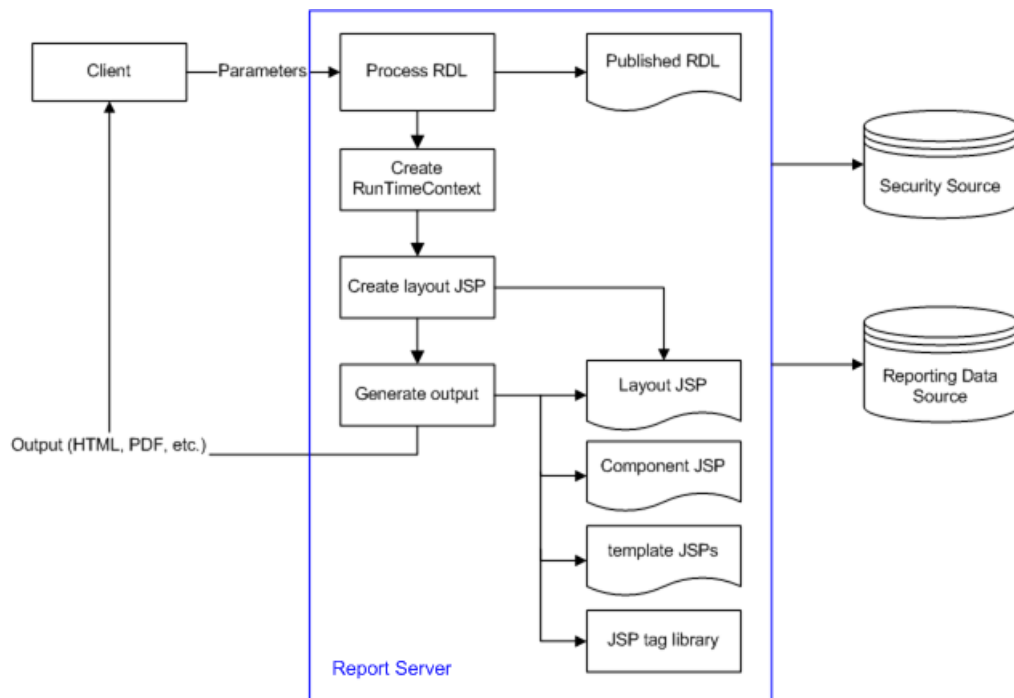 Client
Parameters
Process RDL
Published RDL
Create
RunTimeContext
Security Source
Create layout JSP
Generate output
Layout JSP
Reporting Data
Source
Output (HTML, PDF, etc.)
Component JSP
template JSPs
JSP tag library
Report Server